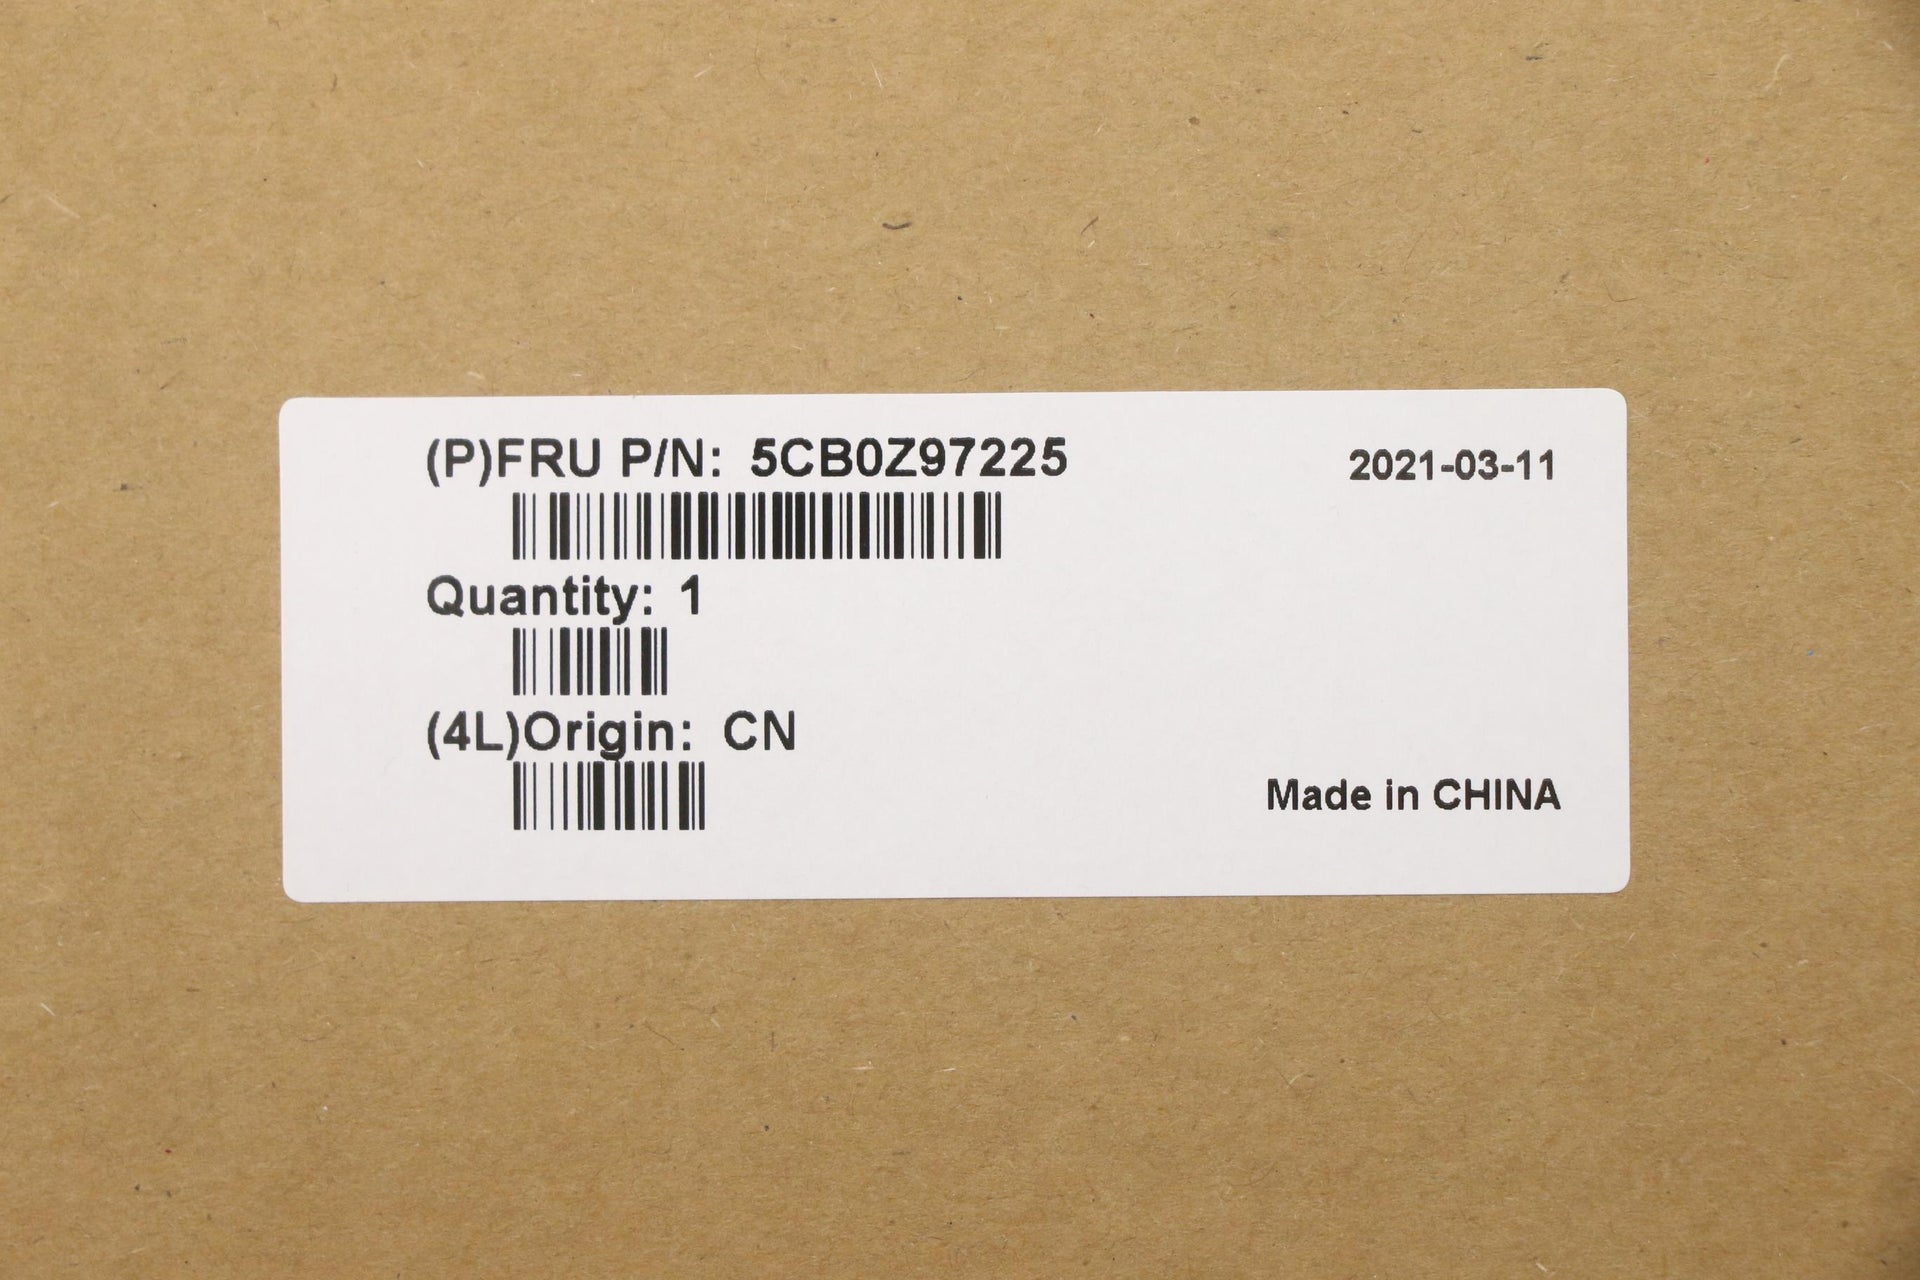 (P)FRU P/N: 5CB0Z97225
2021-03-11
Quantity: 1
(4L)Origin: CN
Made in CHINA